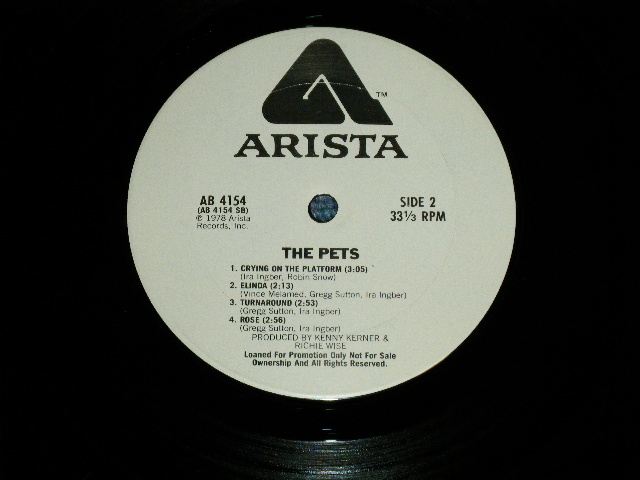 TM
ARISTA
AB 4154
(AB 4154 SB)
℗ 1978 Arista
Records, Inc.
SIDE 2
33⅓ RPM
THE PETS
1. CRYING ON THE PLATFORM (3:05)
(Ira Ingber, Robin Snow)
2. ELINDA (2:13)
(Vince Melamed, Gregg Sutton, Ira Ingber)
3. TURNAROUND (2:53)
(Gregg Sutton, Ira Ingber)
4. ROSE (2:56)
(Gregg Sutton, Ira Ingber)
PRODUCED BY KENNY KERNER &
RICHIE WISE
Loaned For Promotion Only Not For Sale
Ownership And All Rights Reserved.